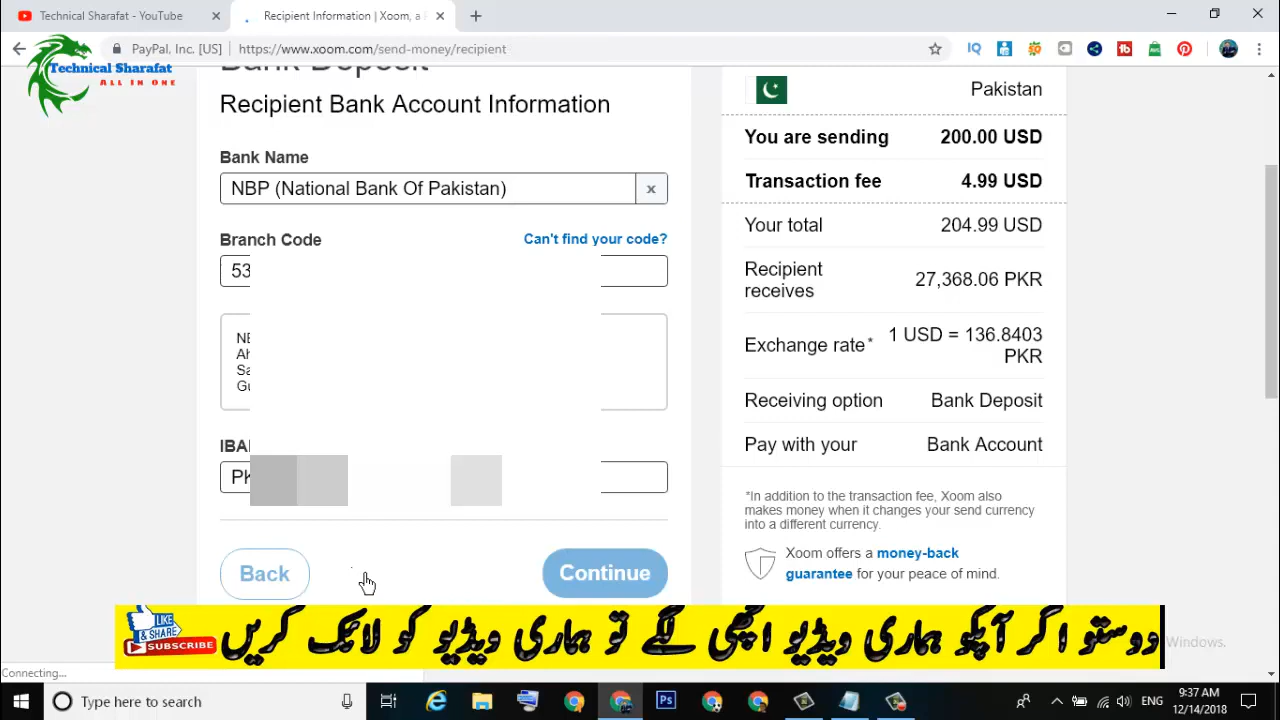 Technical Sharafat - YouTube
Recipient Information | Xoom, a
PayPal, Inc. [US]
https://www.xoom.com/send-money/recipient
Technical Sharafat
ALL IN ONE
Bank Deposit
Recipient Bank Account Information
Bank Name
NBP (National Bank Of Pakistan)
x
Branch Code
Can't find your code?
53
IBA
PK
Back
Continue
Pakistan
You are sending 200.00 USD
Transaction fee 4.99 USD
Your total 204.99 USD
Recipient receives 27,368.06 PKR
Exchange rate* 1 USD = 136.8403 PKR
Receiving option Bank Deposit
Pay with your Bank Account
*In addition to the transaction fee, Xoom also
makes money when it changes your send currency
into a different currency.
Xoom offers a money-back
guarantee for your peace of mind.
LIKE
& SHARE
SUBSCRIBE
دوستو اگر آپکو ہماری ویڈیو اچھی لگے تو ہماری ویڈیو کو لائک کریں
Windows.
Connecting...
Type here to search
ENG
9:37 AM
12/14/2018